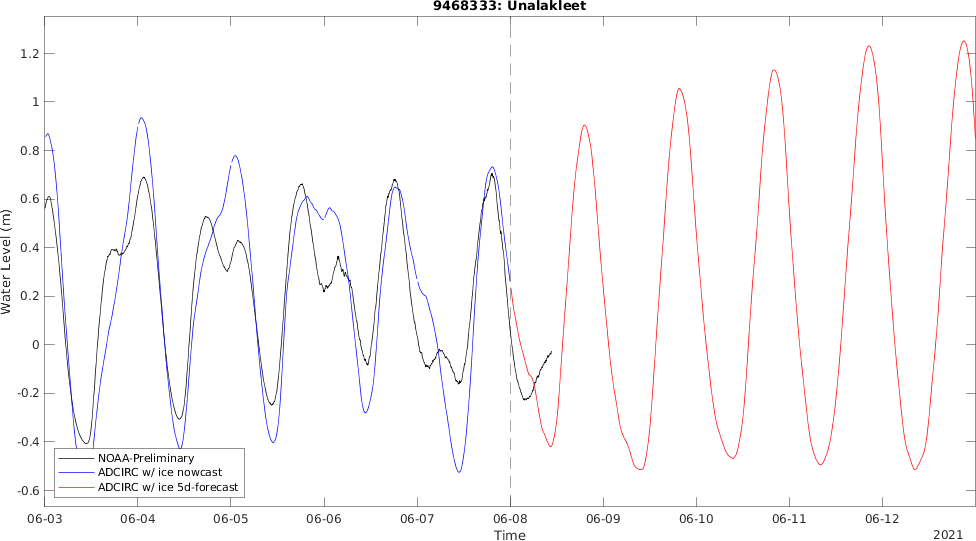 9468333: Unalakleet
1.2
1
0.8
0.6
0.4
0.2
0
-0.2
-0.4
-0.6
Water Level (m)
NOAA-Preliminary
ADCIRC w/ ice nowcast
ADCIRC w/ ice 5d-forecast
06-03 06-04 06-05 06-06 06-07 06-08 06-09 06-10 06-11 06-12
Time
2021